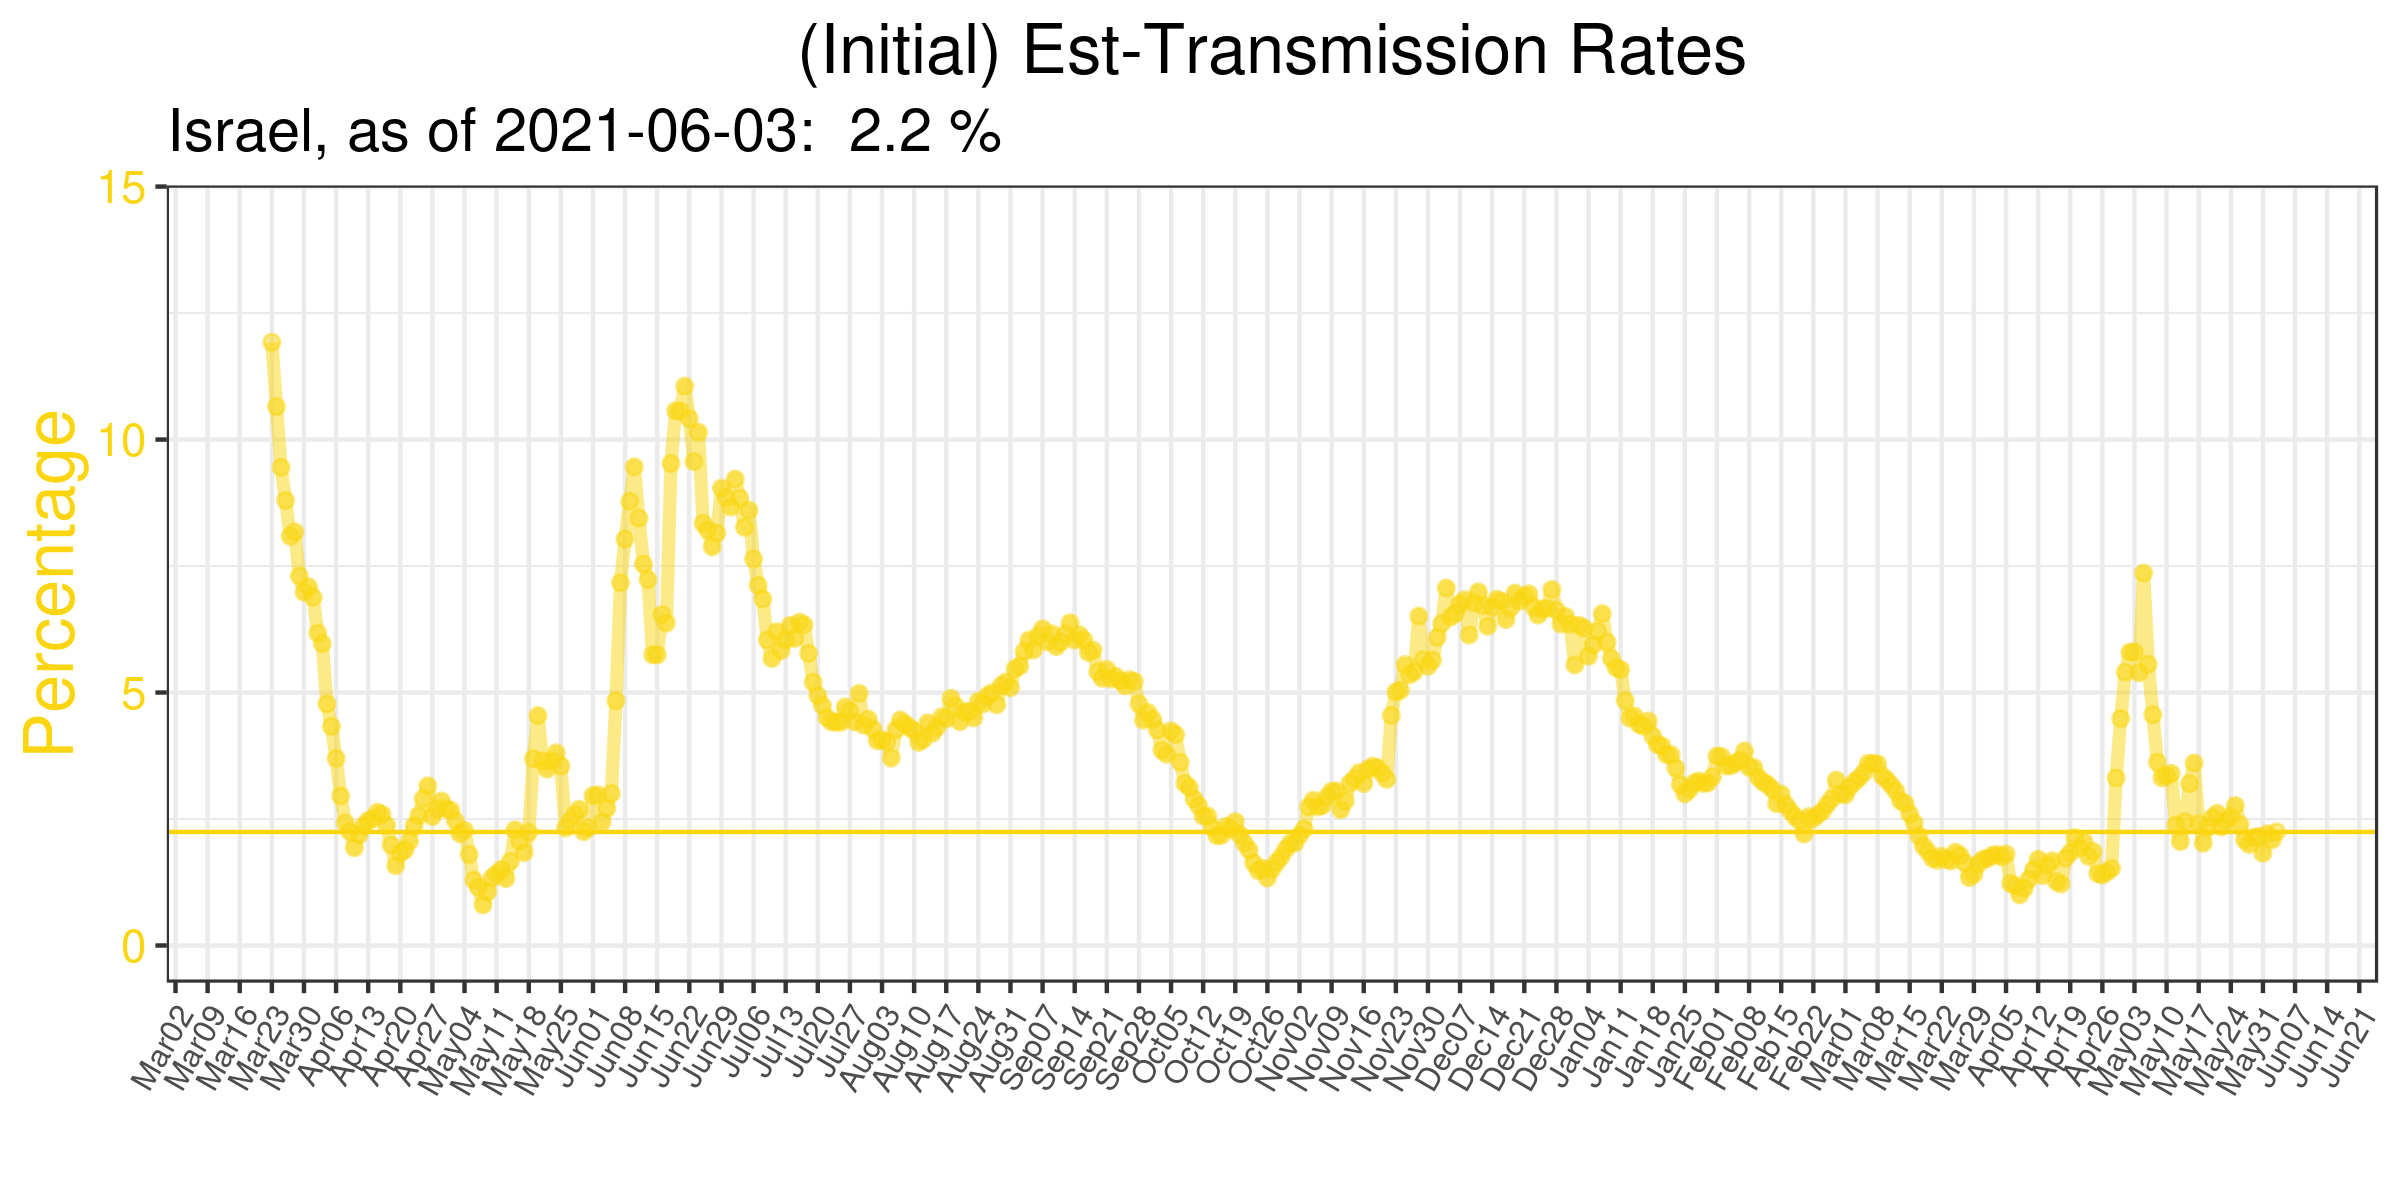 (Initial) Est-Transmission Rates
Israel, as of 2021-06-03:  2.2 %
Percentage
15
10
5
0
Mar02
Mar09
Mar16
Mar23
Mar30
Apr06
Apr13
Apr20
Apr27
May04
May11
May18
May25
Jun01
Jun08
Jun15
Jun22
Jun29
Jul06
Jul13
Jul20
Jul27
Aug03
Aug10
Aug17
Aug24
Aug31
Sep07
Sep14
Sep21
Sep28
Oct05
Oct12
Oct19
Oct26
Nov02
Nov09
Nov16
Nov23
Nov30
Dec07
Dec14
Dec21
Dec28
Jan04
Jan11
Jan18
Jan25
Feb01
Feb08
Feb15
Feb22
Mar01
Mar08
Mar15
Mar22
Mar29
Apr05
Apr12
Apr19
Apr26
May03
May10
May17
May24
May31
Jun07
Jun14
Jun21